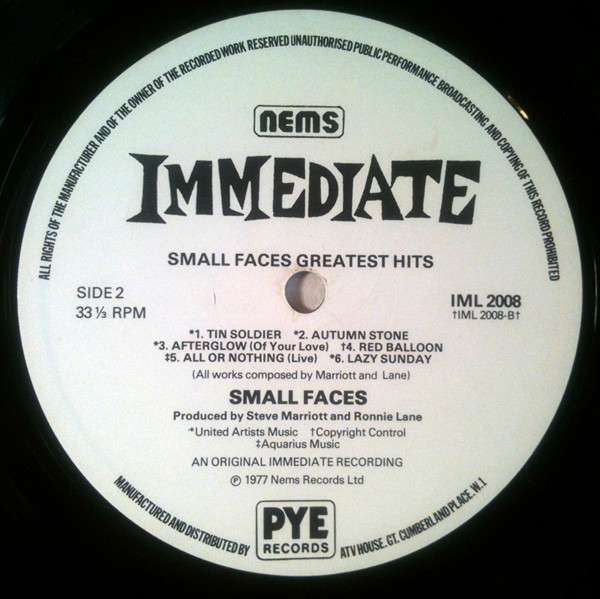 ALL RIGHTS OF THE MANUFACTURER AND OF THE OWNER OF THE RECORDED WORK RESERVED UNAUTHORISED PUBLIC PERFORMANCE BROADCASTING AND COPYING OF THIS RECORD PROHIBITED
nems
IMMEDIATE
SMALL FACES GREATEST HITS
SIDE 2
33 ⅓ RPM
IML 2008
†IML 2008-B†
*1. TIN SOLDIER *2. AUTUMN STONE
*3. AFTERGLOW (Of Your Love) †4. RED BALLOON
‡5. ALL OR NOTHING (Live) *6. LAZY SUNDAY
(All works composed by Marriott and Lane)
SMALL FACES
Produced by Steve Marriott and Ronnie Lane
*United Artists Music †Copyright Control
‡Aquarius Music
AN ORIGINAL IMMEDIATE RECORDING
℗ 1977 Nems Records Ltd
MANUFACTURED AND DISTRIBUTED BY
PYE
RECORDS
ATV HOUSE. GT. CUMBERLAND PLACE. W.1